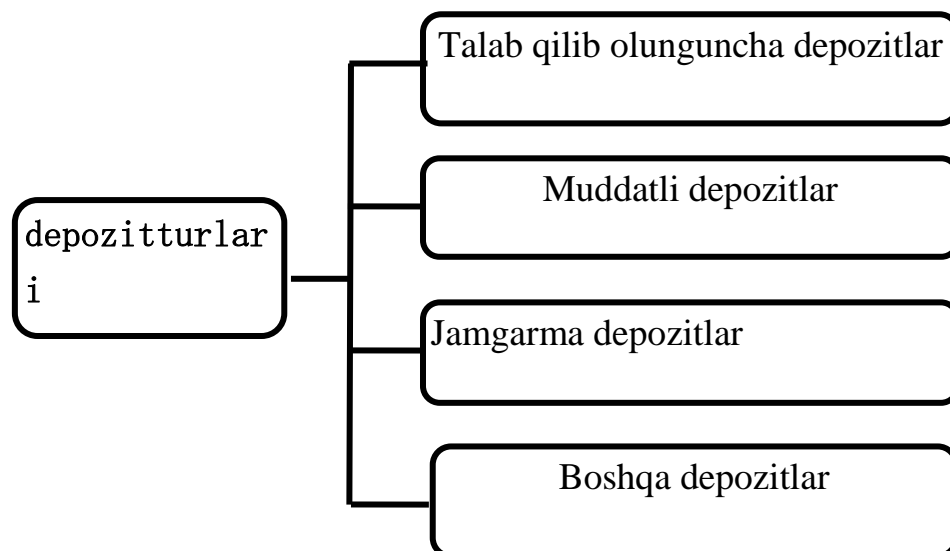 Talab qilib olunguncha depozitlar
Muddatli depozitlar
depozitturlar
i
Jamgarma depozitlar
Boshqa depozitlar